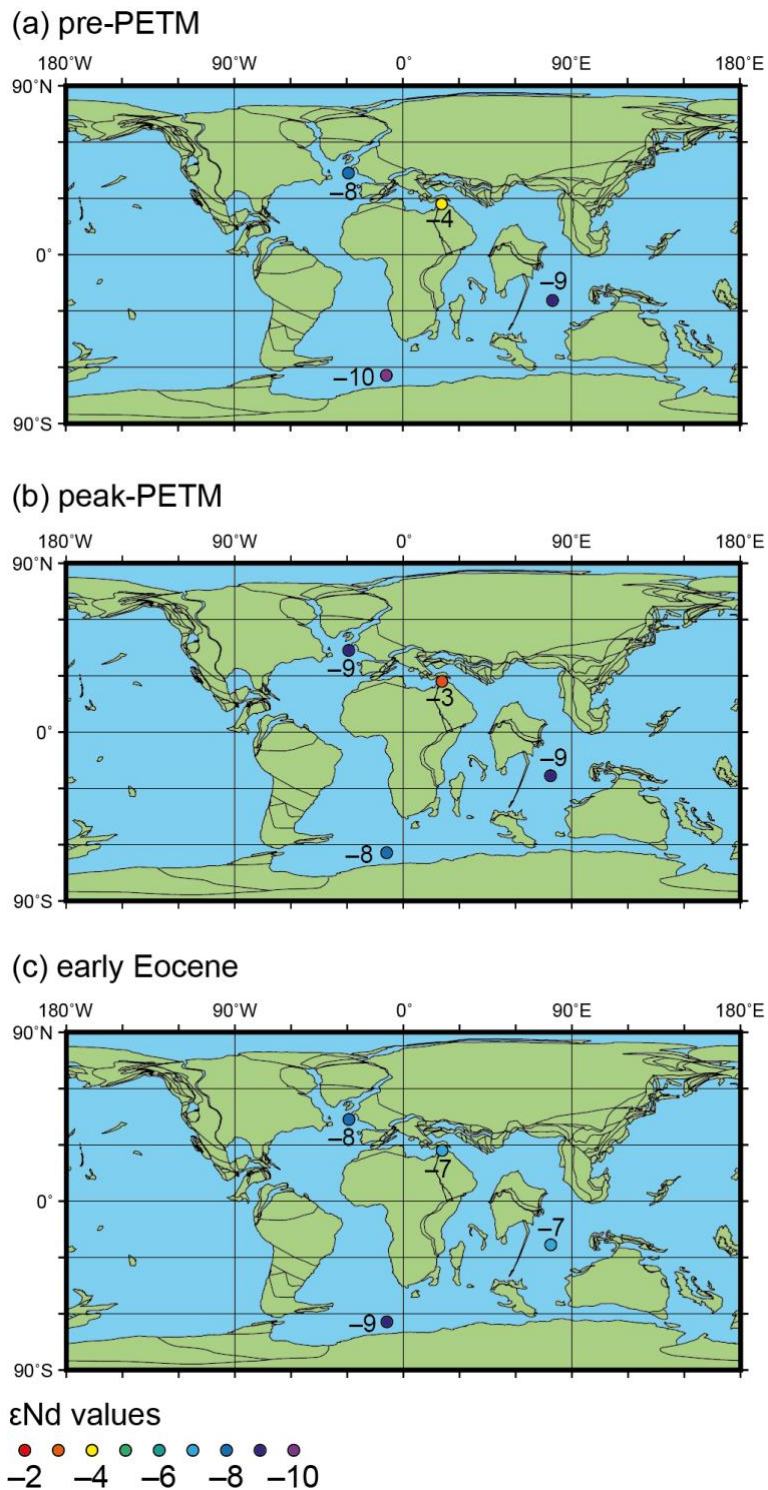 (a) pre-PETM
180˚W 90˚W 0˚ 90˚E 180˚E
90˚N
–8
–4
0˚
–9
–10
90˚S
(b) peak-PETM
180˚W 90˚W 0˚ 90˚E 180˚E
90˚N
–9
–3
0˚
–9
–8
90˚S
(c) early Eocene
180˚W 90˚W 0˚ 90˚E 180˚E
90˚N
–8
–7
0˚
–7
–9
90˚S
εNd values
–2 –4 –6 –8 –10